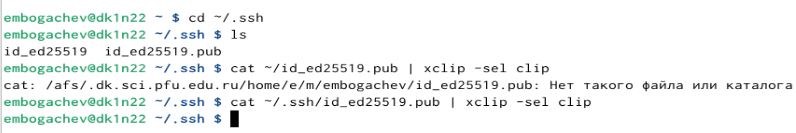 embogachev@dk1n22 ~ $ cd ~/.ssh
embogachev@dk1n22 ~/.ssh $ ls
id_ed25519  id_ed25519.pub
embogachev@dk1n22 ~/.ssh $ cat ~/id_ed25519.pub | xclip -sel clip
cat: /afs/.dk.sci.pfu.edu.ru/home/e/m/embogachev/id_ed25519.pub: Нет такого файла или каталога
embogachev@dk1n22 ~/.ssh $ cat ~/.ssh/id_ed25519.pub | xclip -sel clip
embogachev@dk1n22 ~/.ssh $